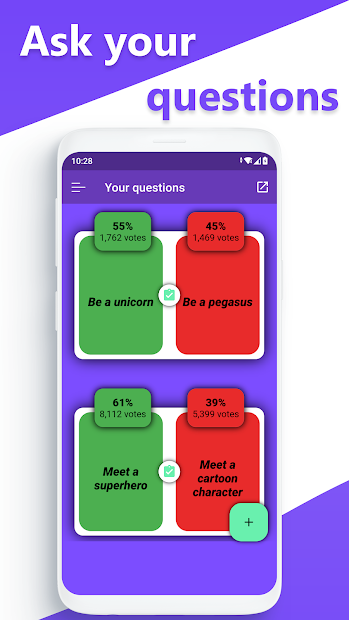 Ask your
questions
10:28
Your questions
55%
1,762 votes
45%
1,469 votes
Be a unicorn
Be a pegasus
61%
8,112 votes
39%
5,399 votes
Meet a
superhero
Meet a
cartoon
character
+